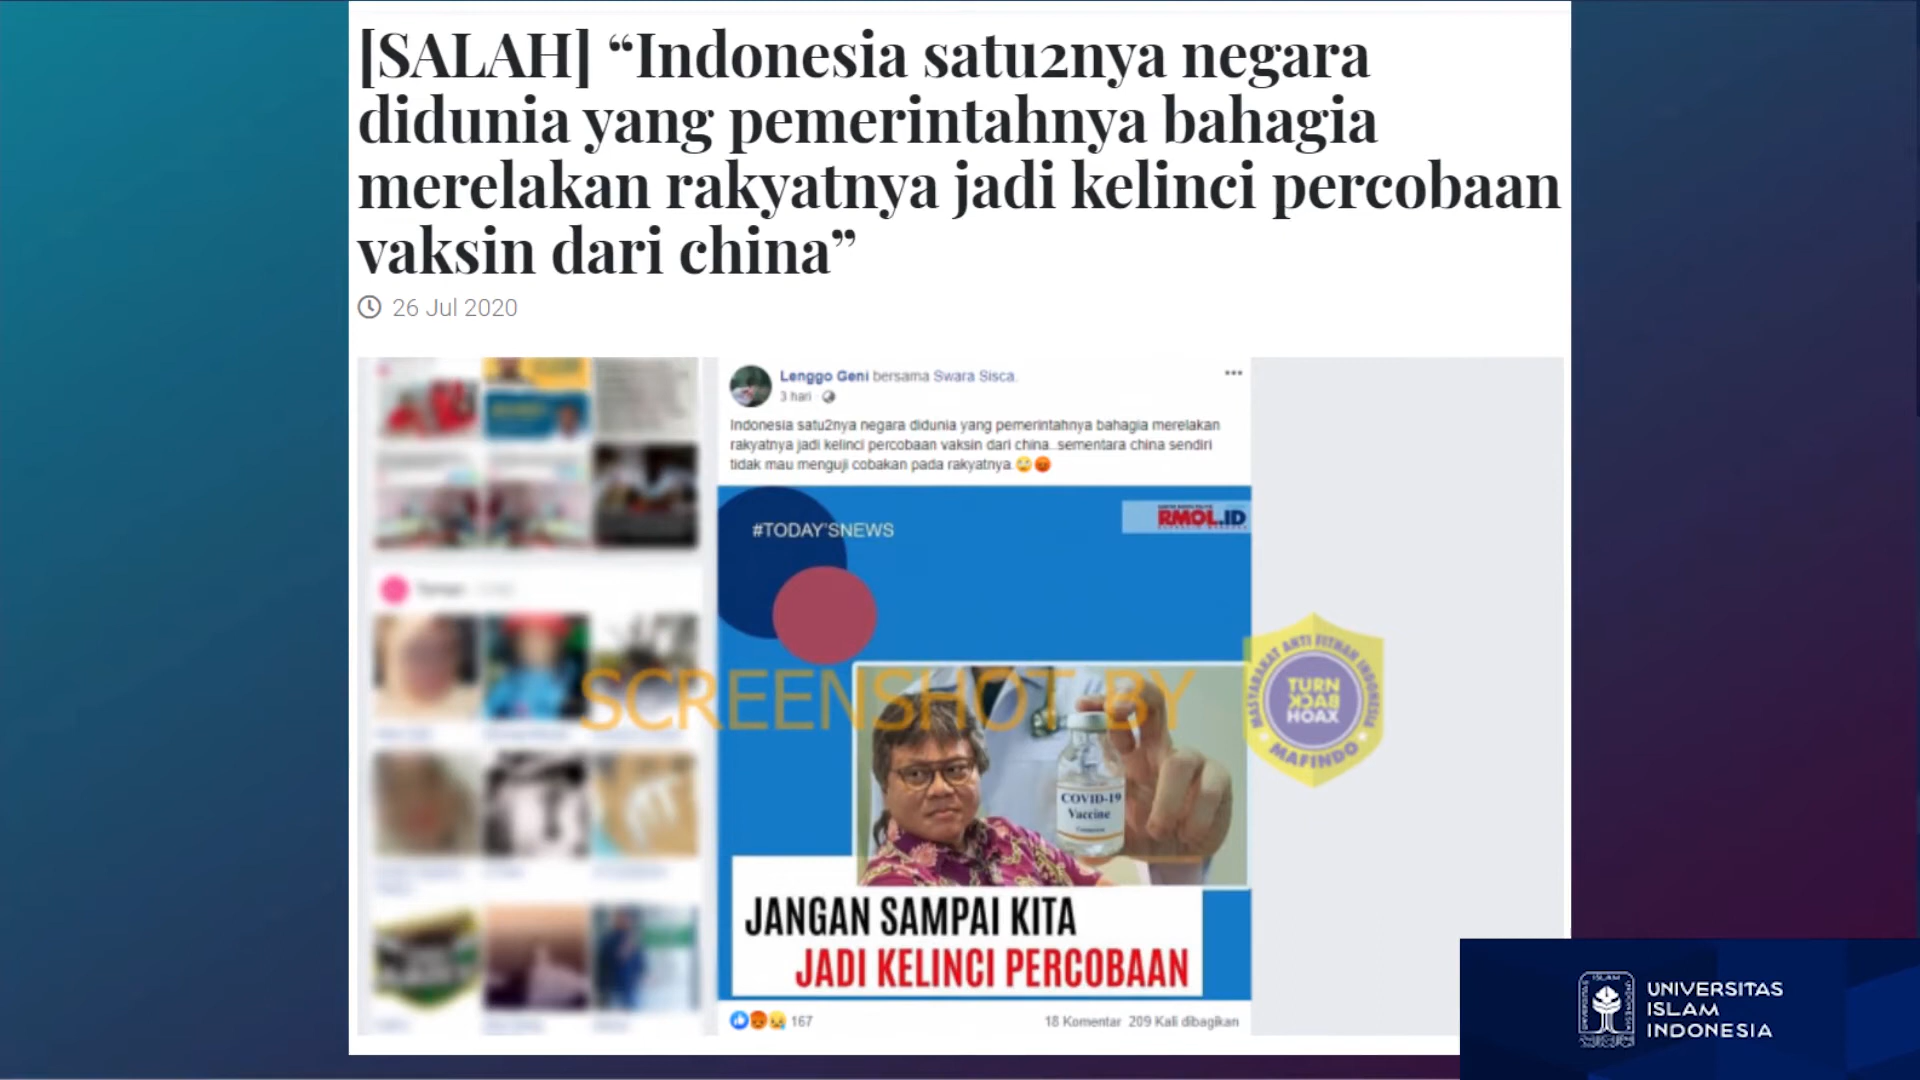 [SALAH] “Indonesia satu2nya negara
didunia yang pemerintahnya bahagia
merelakan rakyatnya jadi kelinci percobaan
vaksin dari china”
26 Jul 2020
Lenggo Geni bersama Swara Sisca.
3 hari
Indonesia satu2nya negara didunia yang pemerintahnya bahagia merelakan
rakyatnya jadi kelinci percobaan vaksin dari china..sementara china sendiri
tidak mau menguji cobakan pada rakyatnya
#TODAY'SNEWS
RMOL.ID
SCREENSHOT BY
MASYARAKAT ANTI FITNAH INDONESIA
TURN
BACK
HOAX
MAFINDO
COVID-19
Vaccine
JANGAN SAMPAI KITA
JADI KELINCI PERCOBAAN
167
18 Komentar 209 Kali dibagikan
UNIVERSITAS
ISLAM
INDONESIA